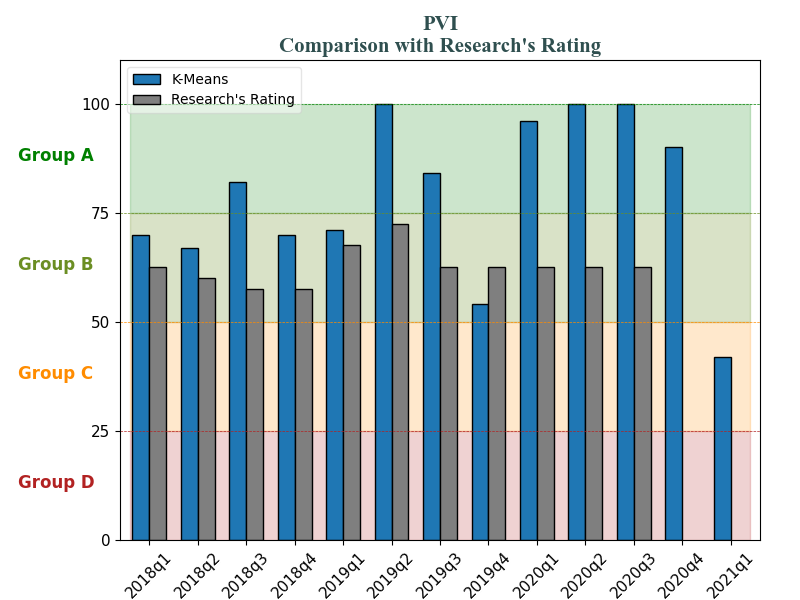 PVI
Comparison with Research's Rating
K-Means
Research's Rating
100
Group A
75
Group B
50
Group C
25
Group D
0
2018q1
2018q2
2018q3
2018q4
2019q1
2019q2
2019q3
2019q4
2020q1
2020q2
2020q3
2020q4
2021q1